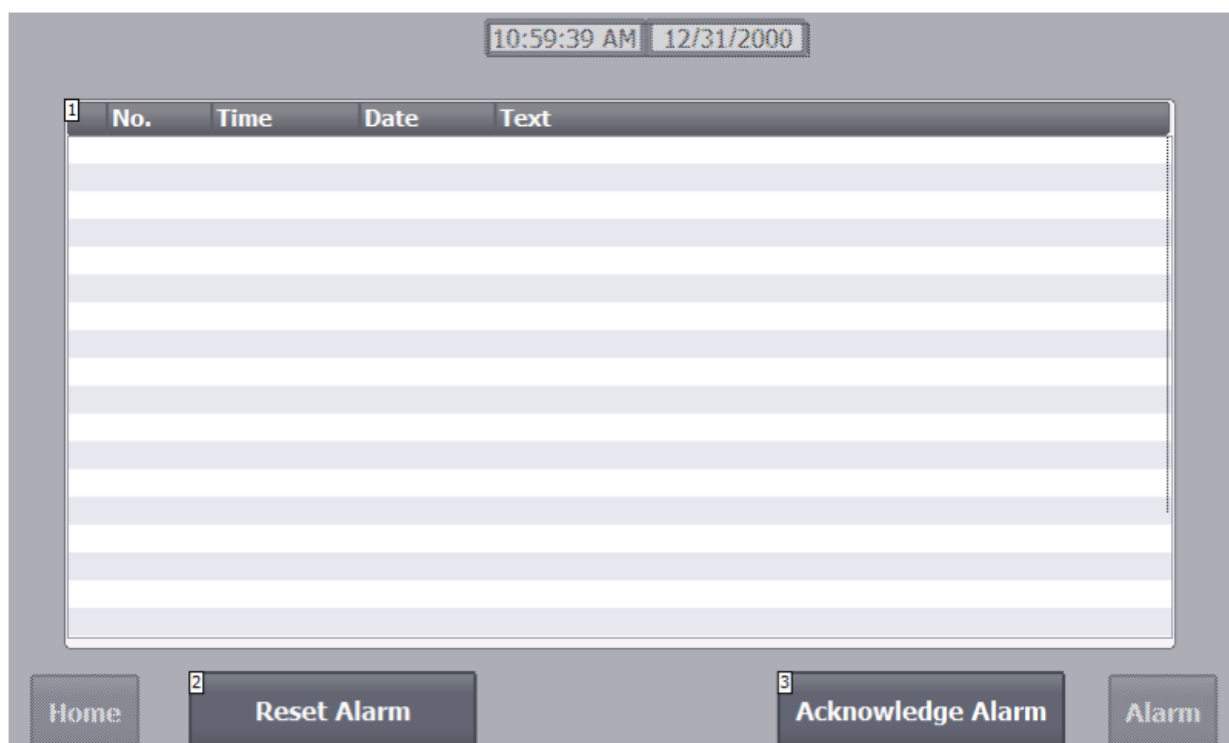 10:59:39 AM 12/31/2000
1 No. Time Date Text
2 3
Home Reset Alarm Acknowledge Alarm Alarm